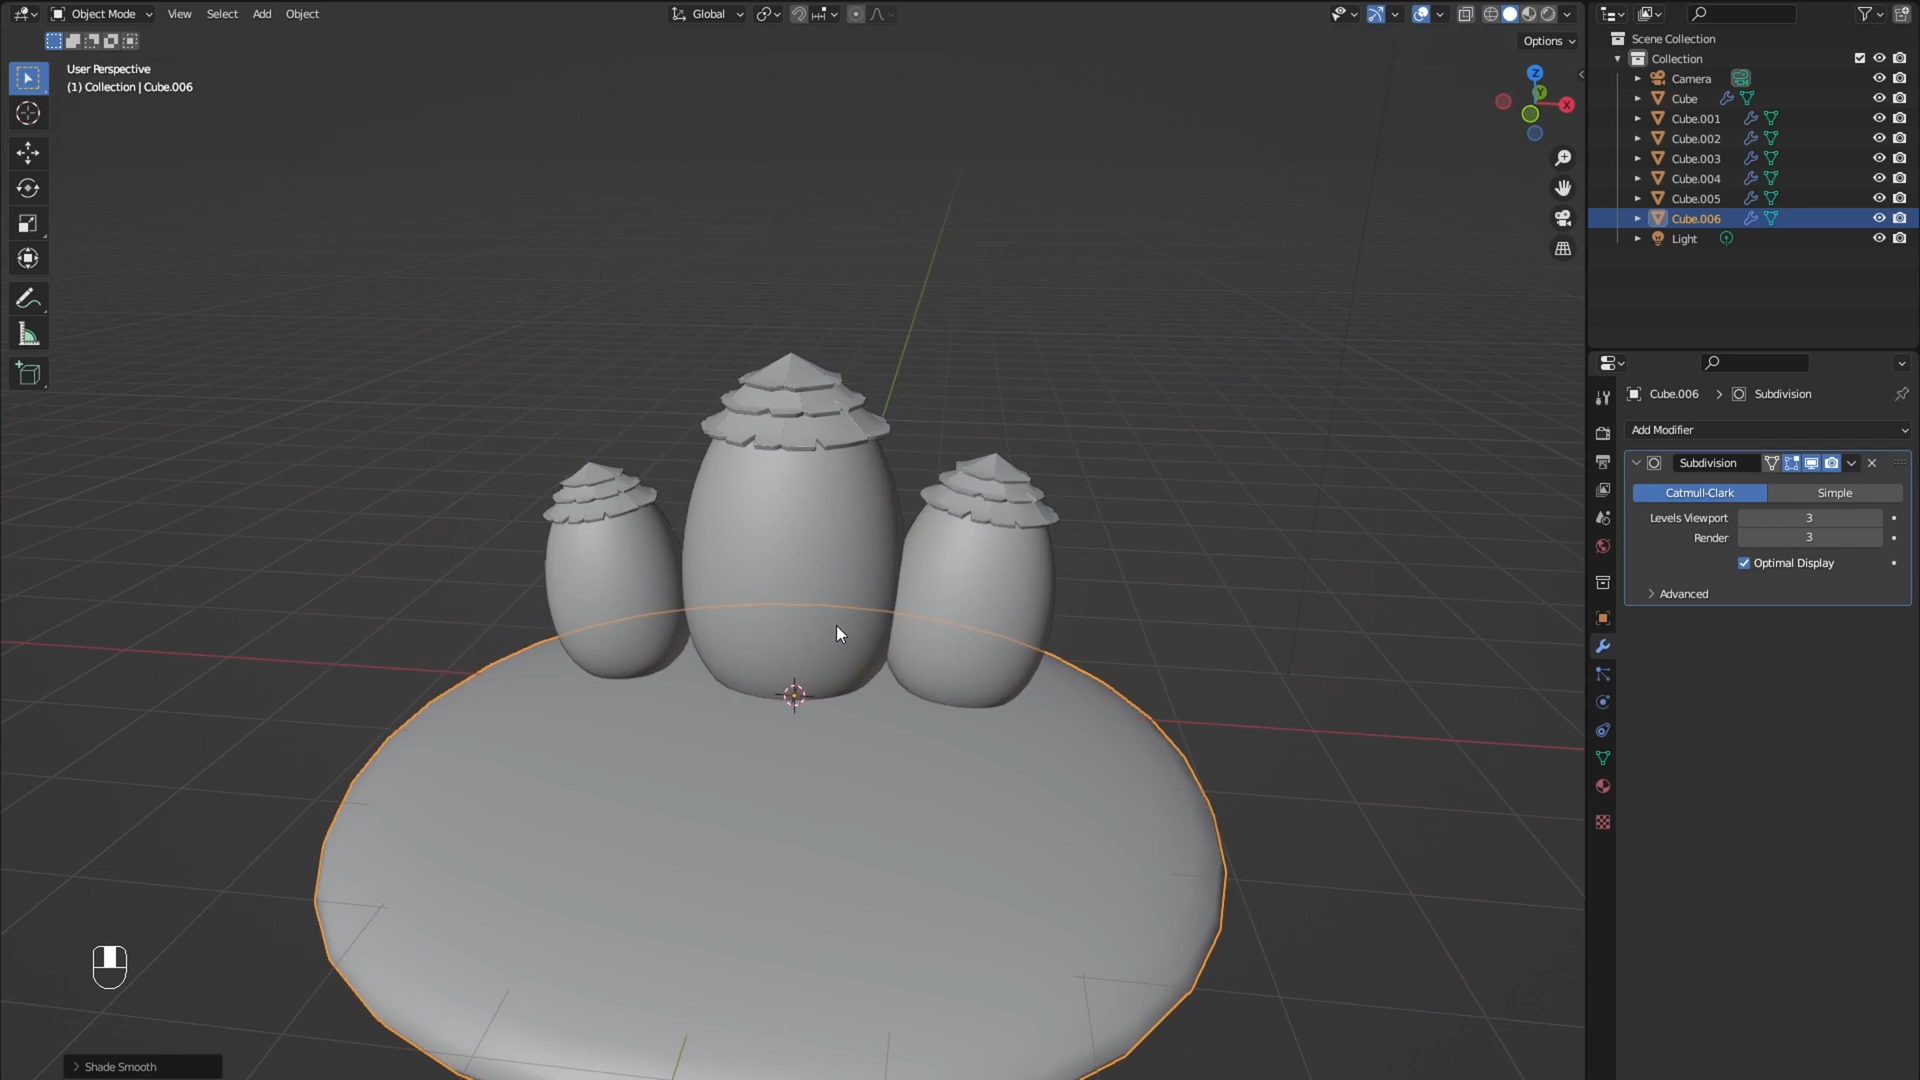 Object Mode
View
Select
Add
Object
Global
Options
User Perspective
(1) Collection | Cube.006
Z
Y
X
Shade Smooth
Scene Collection
Collection
Camera
Cube
Cube.001
Cube.002
Cube.003
Cube.004
Cube.005
Cube.006
Light
Cube.006
Subdivision
Add Modifier
Subdivision
Catmull-Clark
Simple
Levels Viewport
3
Render
3
Optimal Display
Advanced